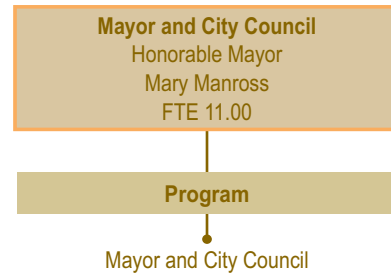 Mayor and City Council
Honorable Mayor
Mary Manross
FTE 11.00
Program
Mayor and City Council